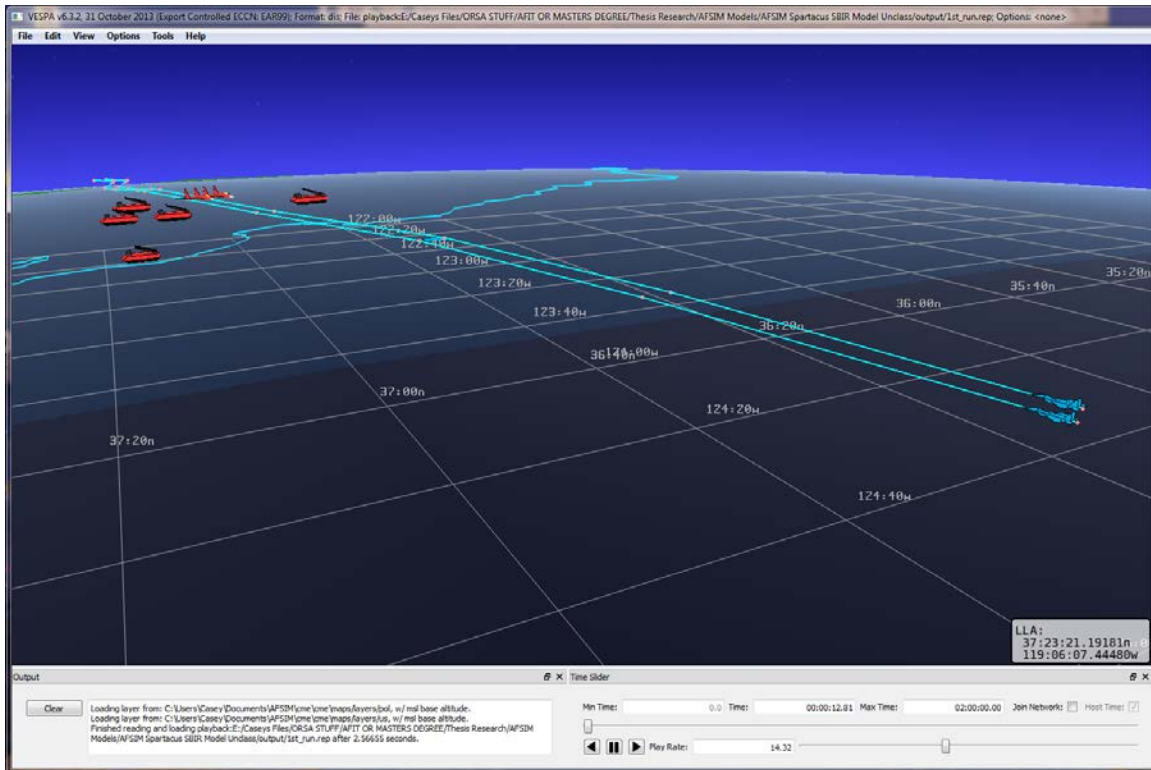 VESPA v6.3.2, 31 October 2013 (Export Controlled ECCN: EAR99); Format: dis; File: playback:E:/Caseys Files/ORSA STUFF/AFIT OR MASTERS DEGREE/Thesis Research/AFSIM Models/AFSIM Spartacus SBIR Model Unclass/output/1st_run.rep; Options: <none>
File Edit View Options Tools Help
122:00w
122:20w
122:40w
123:00w
35:20n
123:20w
35:40n
36:00n
123:40w
36:20n
36:40n 124:00w
37:00n
124:20w
37:20n
124:40w
LLA:
37:23:21.19181n
119:06:07.44480w
Output
Time Slider
Clear
Loading layer from: C:\Users\Casey\Documents\AFSIM\cme\cme\maps/layers/pol, w/ msl base altitude.
Loading layer from: C:\Users\Casey\Documents\AFSIM\cme\cme\maps/layers/us, w/ msl base altitude.
Finished reading and loading playback:E:/Caseys Files/ORSA STUFF/AFIT OR MASTERS DEGREE/Thesis Research/AFSIM
Models/AFSIM Spartacus SBIR Model Unclass/output/1st_run.rep after 2.56655 seconds.
Min Time: 0.0 Time: 00:00:12.81 Max Time: 02:00:00.00 Join Network: Host Time:
Play Rate: 14.32